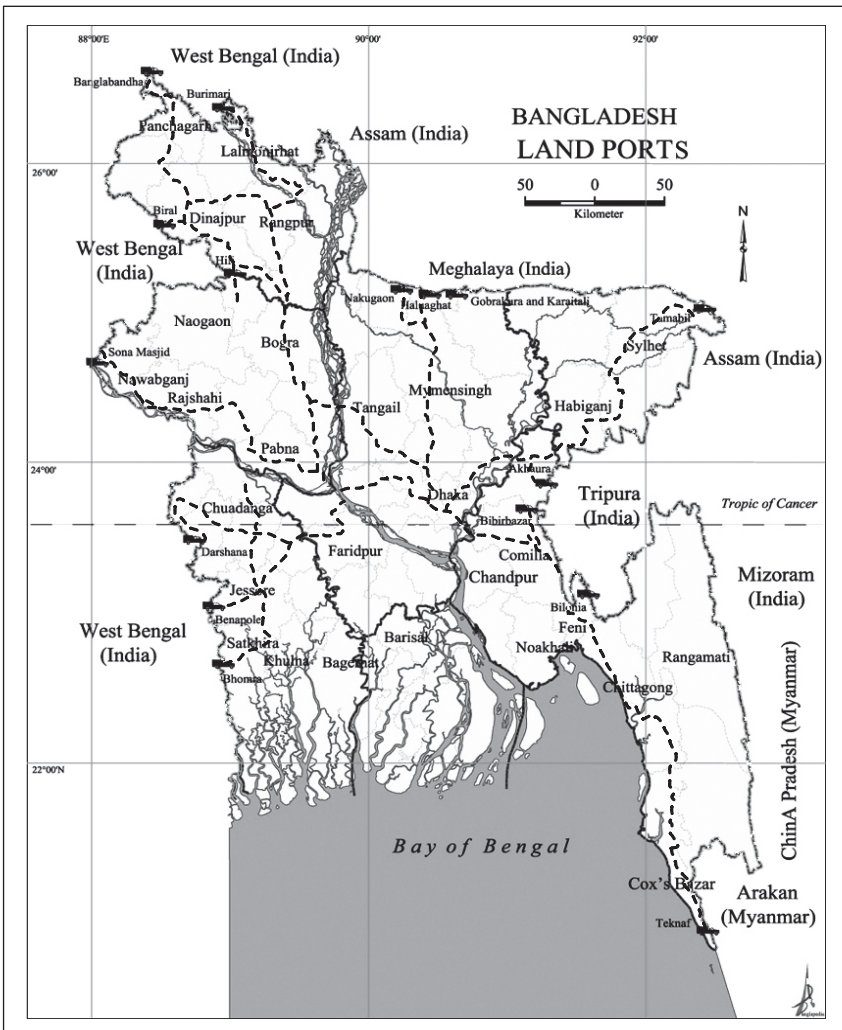 88°00'E
90°00'
92°00'
West Bengal (India)
Banglabandha
Burimari
Panchagarh
Lalmonirhat
Assam (India)
BANGLADESH
LAND PORTS
26°00'
50 0 50
Kilometer
N
Biral
Dinajpur
Rangpur
West Bengal
(India)
Hili
Meghalaya (India)
Nakugaon
Haluaghat
Gobrakura and Karaitali
Tamabil
Naogaon
Bogra
Sylhet
Sona Masjid
Assam (India)
Nawabganj
Rajshahi
Mymensingh
Tangail
Habiganj
Pabna
24°00'
Akhaura
Dhaka
Tripura
(India)
Tropic of Cancer
Chuadanga
Bibirbazar
Darshana
Faridpur
Comilla
Chandpur
Mizoram
(India)
Jessore
Benapole
Bilonia
Feni
West Bengal
(India)
Satkhira
Khulna
Bagerhat
Barisal
Noakhali
Rangamati
Bhomra
Chittagong
ChinA Pradesh (Myanmar)
22°00'N
Bay of Bengal
Cox's Bazar
Arakan
(Myanmar)
Teknaf